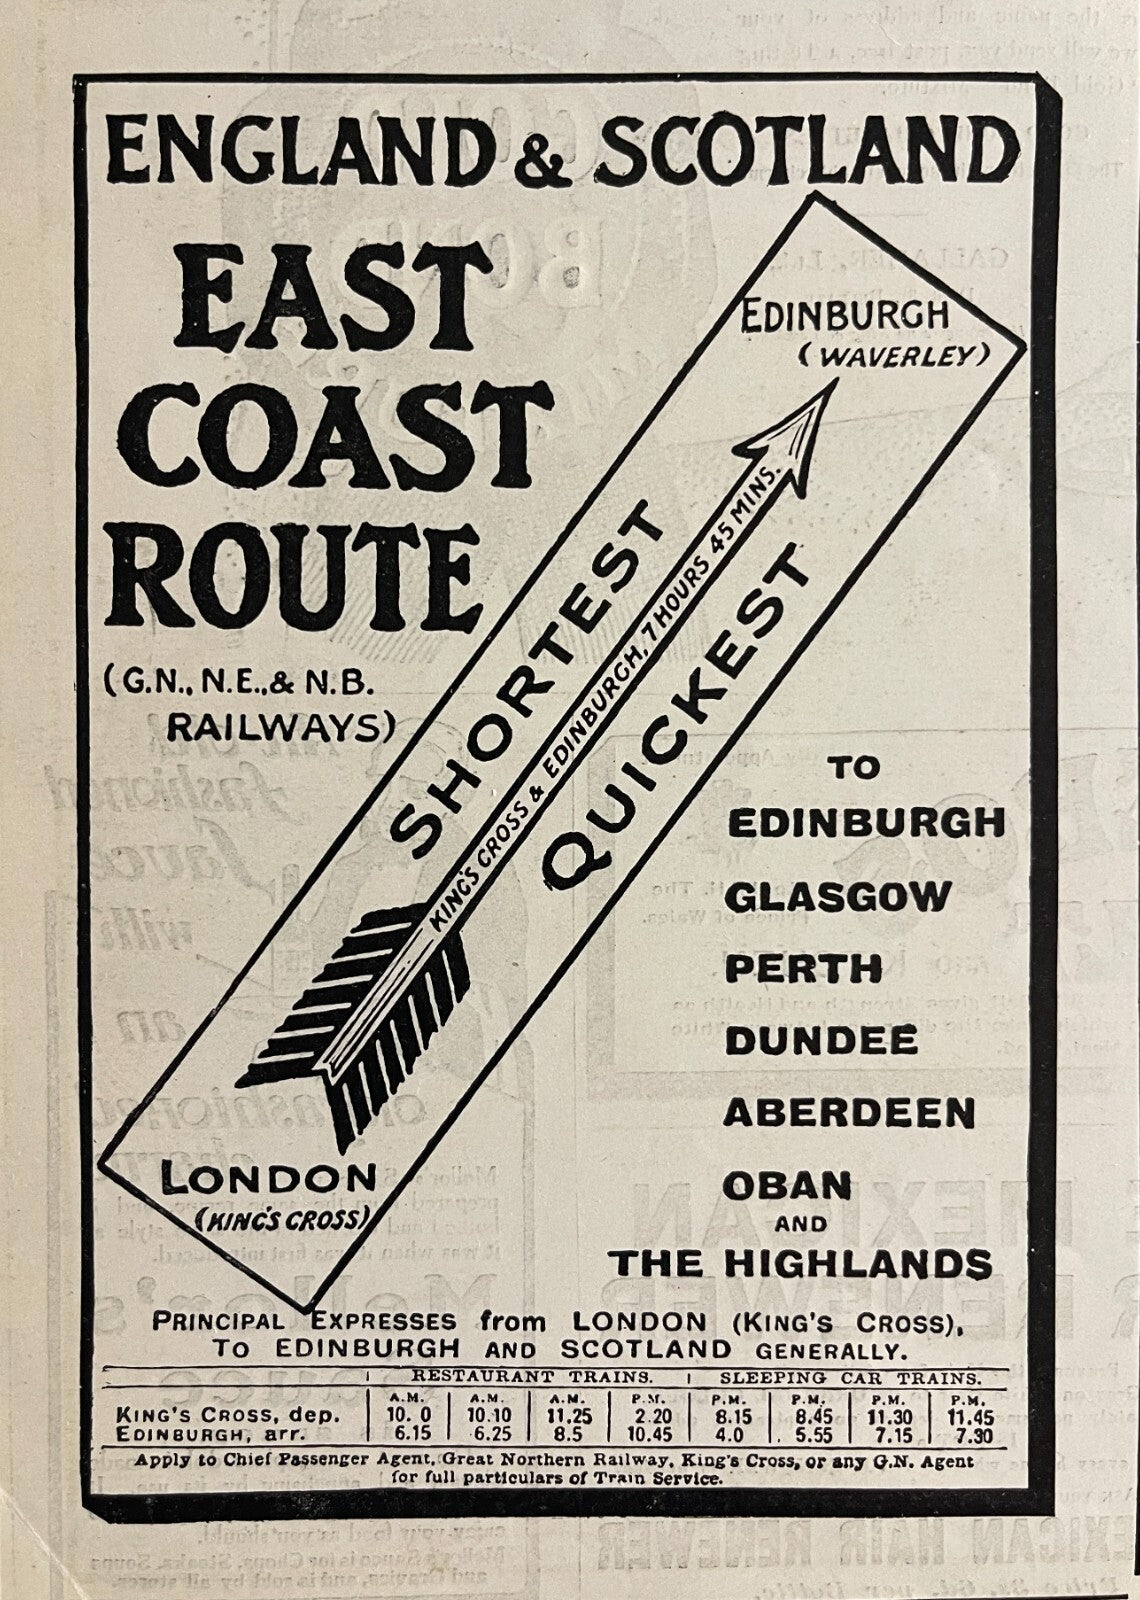 ENGLAND & SCOTLAND
EAST
COAST
ROUTE
(G.N., N.E., & N.B.
RAILWAYS)
EDINBURGH
(WAVERLEY)
SHORTEST
KING'S CROSS & EDINBURGH, 7 HOURS 45 MINS.
QUICKEST
LONDON
(KING'S CROSS)
TO
EDINBURGH
GLASGOW
PERTH
DUNDEE
ABERDEEN
OBAN
AND
THE HIGHLANDS
PRINCIPAL EXPRESSES from LONDON (KING'S CROSS),
TO EDINBURGH AND SCOTLAND GENERALLY.
RESTAURANT TRAINS. SLEEPING CAR TRAINS.
A.M. A.M. A.M. P.M. P.M. P.M. P.M. P.M.
KING'S CROSS, dep. 10. 0 10.10 11.25 2.20 8.15 8.45 11.30 11.45
EDINBURGH, arr. 6.15 6.25 8.5 10.45 4.0 5.55 7.15 7.30
Apply to Chief Passenger Agent, Great Northern Railway, King's Cross, or any G.N. Agent
for full particulars of Train Service.